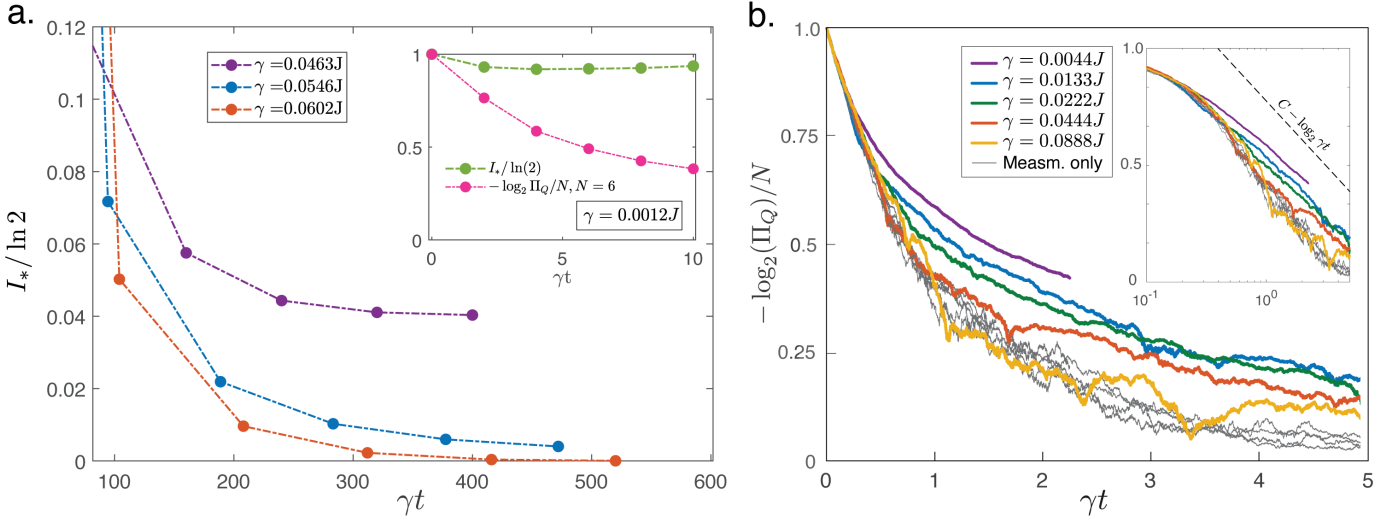 a.
I∗/ ln 2
0.12
0.1
0.08
0.06
0.04
0.02
0
100
200
300
400
500
600
γt
γ =0.0463J
γ =0.0546J
γ =0.0602J
1
0.5
0
0
5
10
γt
I∗/ ln(2)
− log₂ Π_Q/N, N = 6
γ = 0.0012J
b.
− log₂(Π_Q)/N
1.0
0.75
0.5
0.25
0
0
1
2
3
4
5
γt
γ = 0.0044J
γ = 0.0133J
γ = 0.0222J
γ = 0.0444J
γ = 0.0888J
Measm. only
1.0
0.5
0
10⁻¹
10⁰
C − log₂ γt